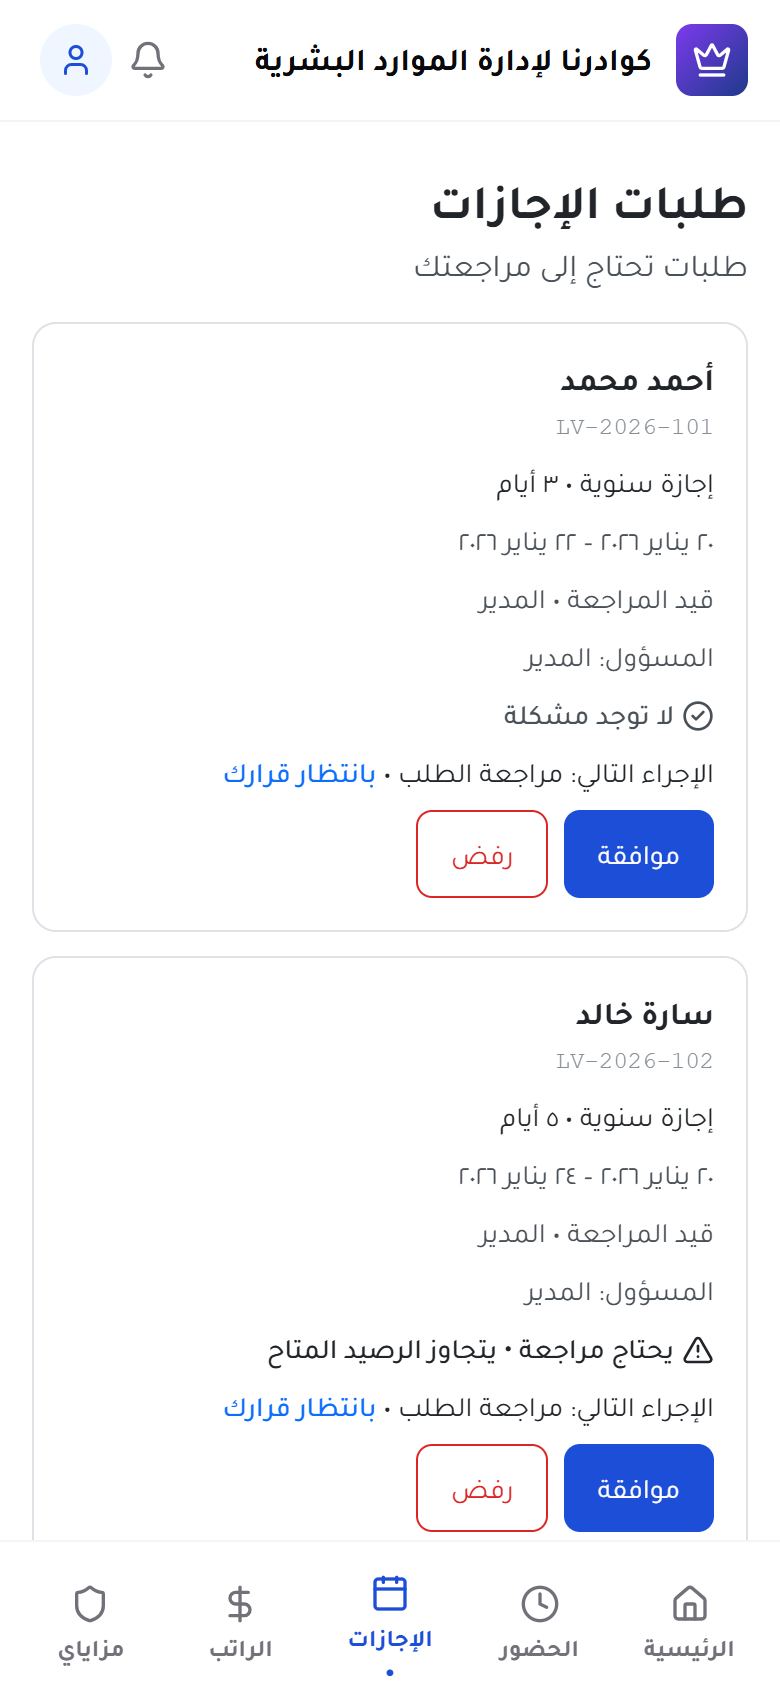 كوادرنا لإدارة الموارد البشرية
طلبات الإجازات
طلبات تحتاج إلى مراجعتك
أحمد محمد
LV-2026-101
إجازة سنوية • ٣ أيام
٢٠ يناير ٢٠٢٦ - ٢٢ يناير ٢٠٢٦
قيد المراجعة • المدير
المسؤول: المدير
لا توجد مشكلة
الإجراء التالي: مراجعة الطلب • بانتظار قرارك
موافقة
رفض
سارة خالد
LV-2026-102
إجازة سنوية • ٥ أيام
٢٠ يناير ٢٠٢٦ - ٢٤ يناير ٢٠٢٦
قيد المراجعة • المدير
المسؤول: المدير
يحتاج مراجعة • يتجاوز الرصيد المتاح
الإجراء التالي: مراجعة الطلب • بانتظار قرارك
موافقة
رفض
الرئيسية
الحضور
الإجازات
الراتب
مزاياي